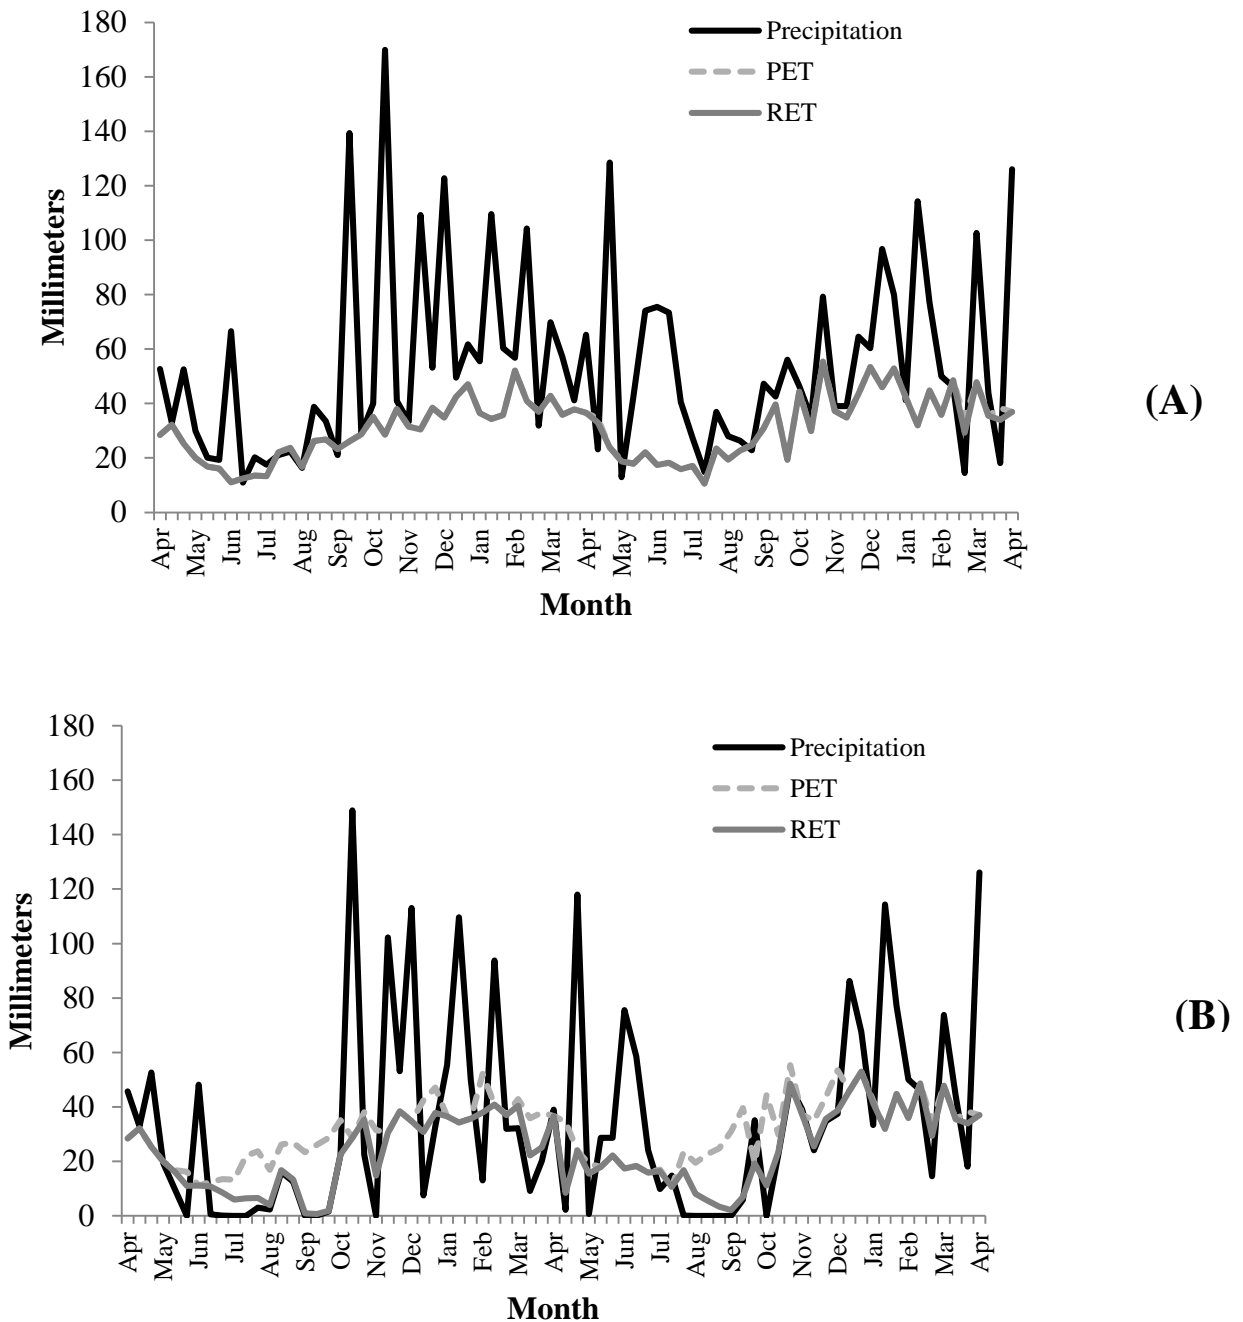 180
160
140
120
100
80
60
40
20
0
Millimeters
Precipitation
PET
RET
Apr May Jun Jul Aug Sep Oct Nov Dec Jan Feb Mar Apr May Jun Jul Aug Sep Oct Nov Dec Jan Feb Mar Apr
Month
(A)
180
160
140
120
100
80
60
40
20
0
Millimeters
Precipitation
PET
RET
Apr May Jun Jul Aug Sep Oct Nov Dec Jan Feb Mar Apr May Jun Jul Aug Sep Oct Nov Dec Jan Feb Mar Apr
Month
(B)